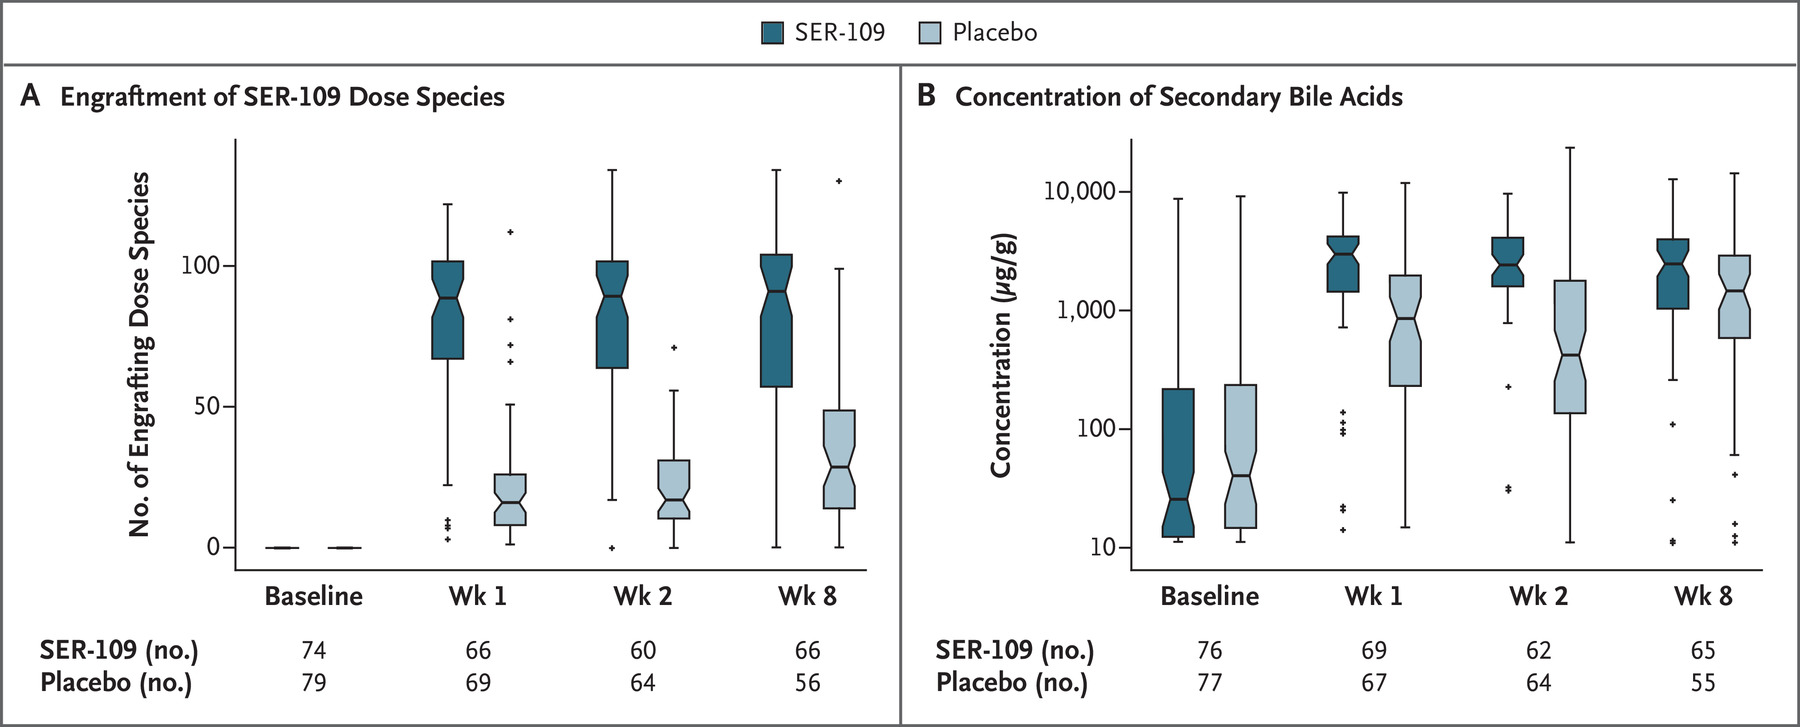 SER-109 Placebo
A Engraftment of SER-109 Dose Species
No. of Engrafting Dose Species
100
50
0
Baseline Wk 1 Wk 2 Wk 8
SER-109 (no.) 74 66 60 66
Placebo (no.) 79 69 64 56
B Concentration of Secondary Bile Acids
Concentration (µg/g)
10,000
1,000
100
10
Baseline Wk 1 Wk 2 Wk 8
SER-109 (no.) 76 69 62 65
Placebo (no.) 77 67 64 55